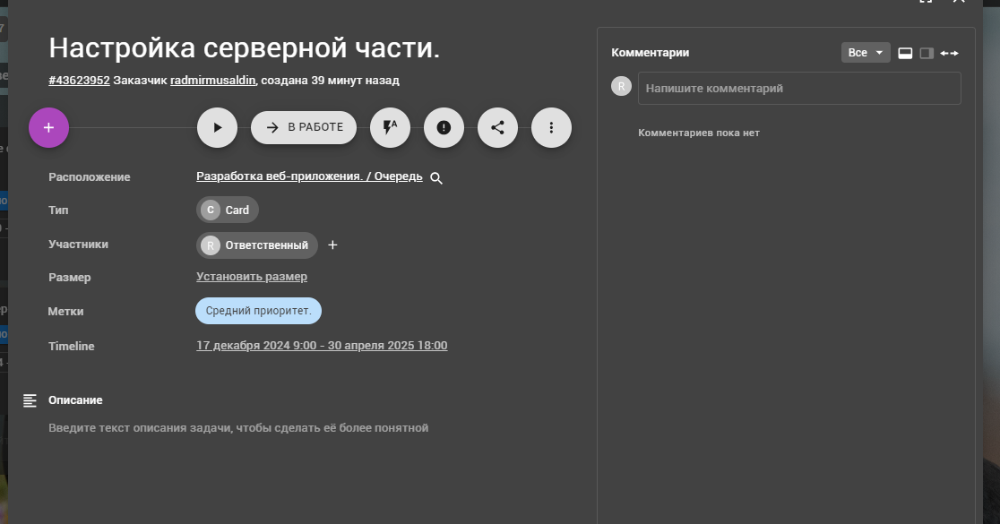 Настройка серверной части.
#43623952 Заказчик radmirmusaldin, создана 39 минут назад
В РАБОТЕ
Расположение
Разработка веб-приложения. / Очередь
Тип
C Card
Участники
R Ответственный +
Размер
Установить размер
Метки
Средний приоритет.
Timeline
17 декабря 2024 9:00 - 30 апреля 2025 18:00
Описание
Введите текст описания задачи, чтобы сделать её более понятной
Комментарии
Все
R Напишите комментарий
Комментариев пока нет